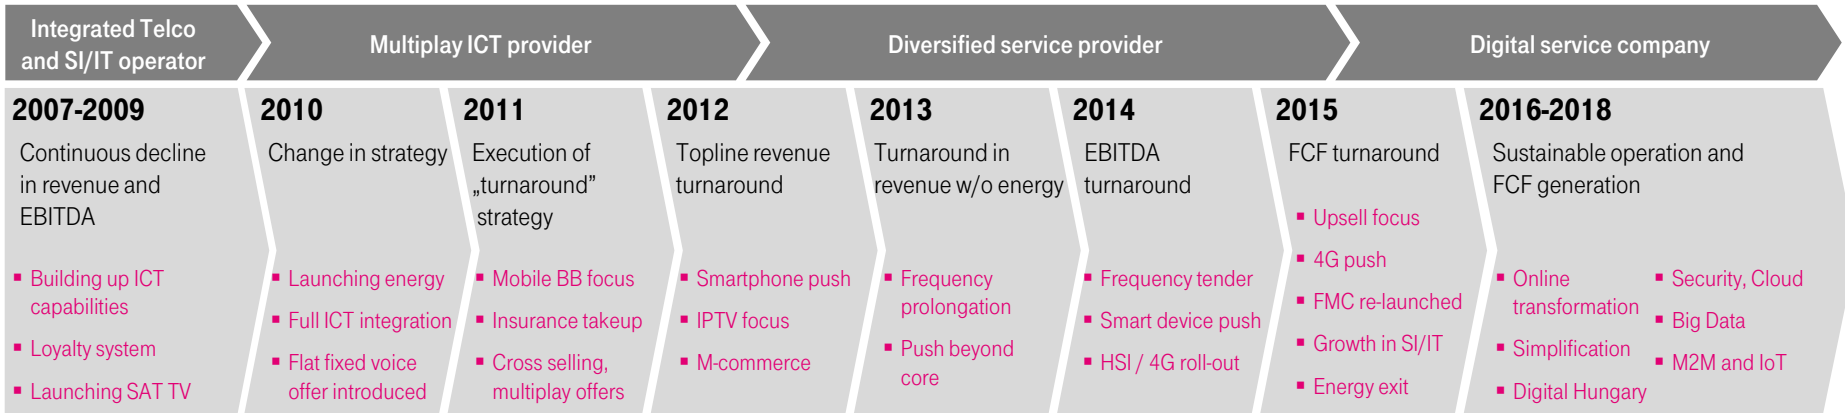 Integrated Telco
and SI/IT operator
Multiplay ICT provider
Diversified service provider
Digital service company
2007-2009
Continuous decline
in revenue and
EBITDA
▪ Building up ICT
capabilities
▪ Loyalty system
▪ Launching SAT TV
2010
Change in strategy
▪ Launching energy
▪ Full ICT integration
▪ Flat fixed voice
offer introduced
2011
Execution of
„turnaround”
strategy
▪ Mobile BB focus
▪ Insurance takeup
▪ Cross selling,
multiplay offers
2012
Topline revenue
turnaround
▪ Smartphone push
▪ IPTV focus
▪ M-commerce
2013
Turnaround in
revenue w/o energy
▪ Frequency
prolongation
▪ Push beyond
core
2014
EBITDA
turnaround
▪ Frequency tender
▪ Smart device push
▪ HSI / 4G roll-out
2015
FCF turnaround
▪ Upsell focus
▪ 4G push
▪ FMC re-launched
▪ Growth in SI/IT
▪ Energy exit
2016-2018
Sustainable operation and
FCF generation
▪ Online
transformation
▪ Simplification
▪ Digital Hungary
▪ Security, Cloud
▪ Big Data
▪ M2M and IoT